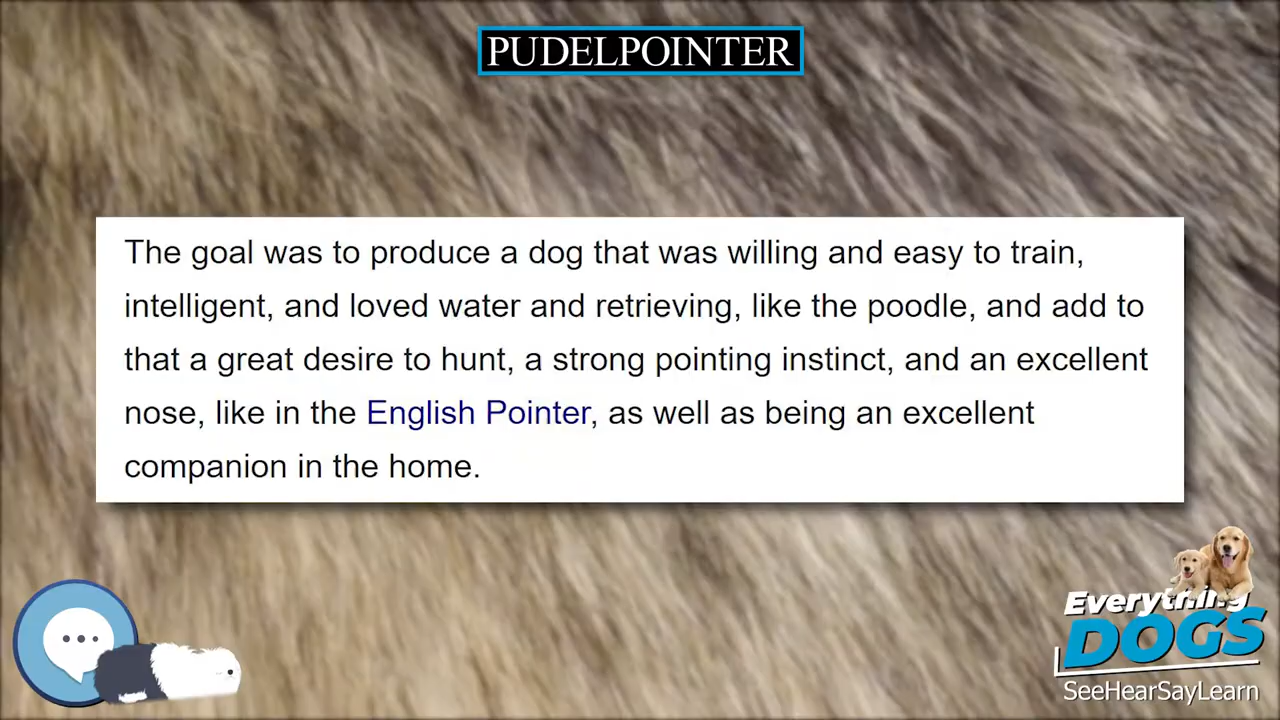 PUDELPOINTER
The goal was to produce a dog that was willing and easy to train,
intelligent, and loved water and retrieving, like the poodle, and add to
that a great desire to hunt, a strong pointing instinct, and an excellent
nose, like in the English Pointer, as well as being an excellent
companion in the home.
Everything
DOGS
SeeHearSayLearn